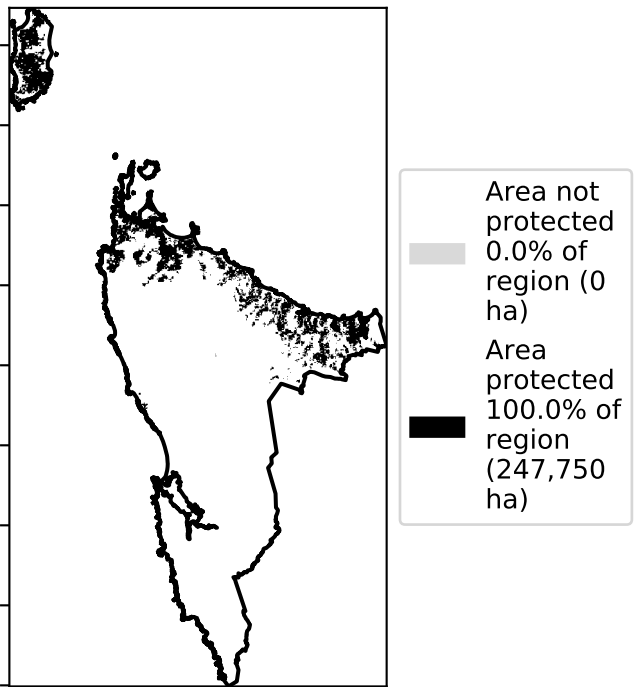 Area not
protected
0.0% of
region (0
ha)
Area
protected
100.0% of
region
(247,750
ha)